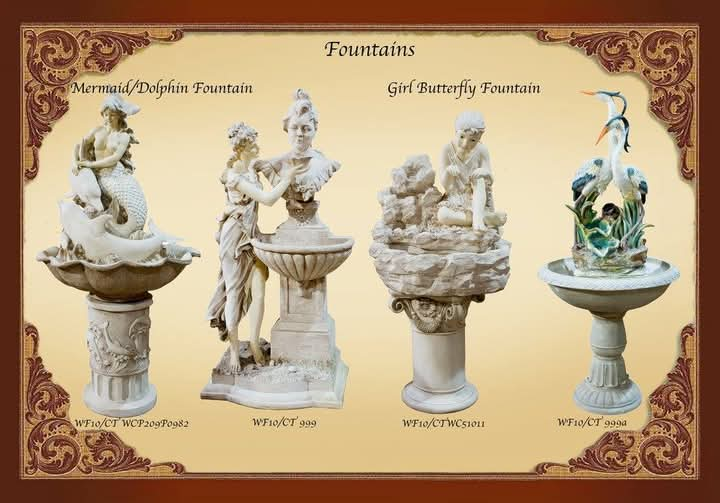 Fountains
Mermaid/Dolphin Fountain
Girl Butterfly Fountain
WF10/CT WCP209P0982
WF10/CT 999
WF10/CTWC51011
WF10/CT 999a